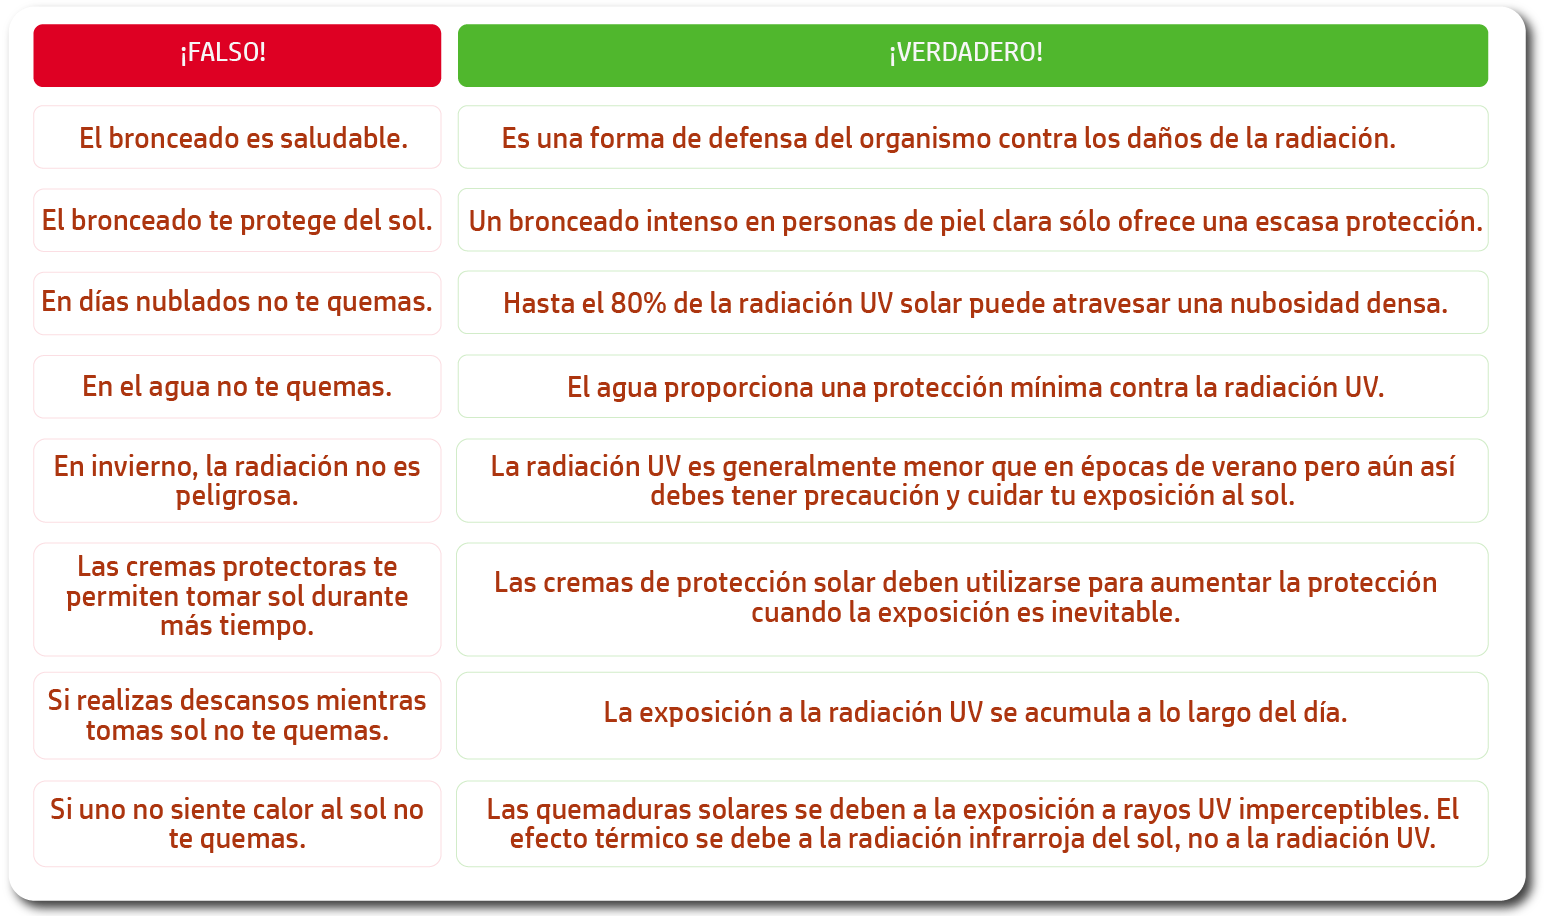 ¡FALSO!
¡VERDADERO!
El bronceado es saludable.
Es una forma de defensa del organismo contra los daños de la radiación.
El bronceado te protege del sol.
Un bronceado intenso en personas de piel clara sólo ofrece una escasa protección.
En días nublados no te quemas.
Hasta el 80% de la radiación UV solar puede atravesar una nubosidad densa.
En el agua no te quemas.
El agua proporciona una protección mínima contra la radiación UV.
En invierno, la radiación no es
peligrosa.
La radiación UV es generalmente menor que en épocas de verano pero aún así
debes tener precaución y cuidar tu exposición al sol.
Las cremas protectoras te
permiten tomar sol durante
más tiempo.
Las cremas de protección solar deben utilizarse para aumentar la protección
cuando la exposición es inevitable.
Si realizas descansos mientras
tomas sol no te quemas.
La exposición a la radiación UV se acumula a lo largo del día.
Si uno no siente calor al sol no
te quemas.
Las quemaduras solares se deben a la exposición a rayos UV imperceptibles. El
efecto térmico se debe a la radiación infrarroja del sol, no a la radiación UV.